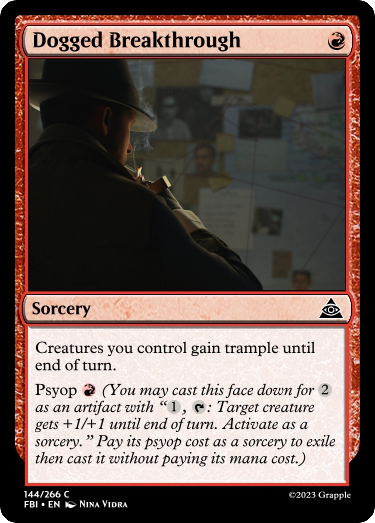 Dogged Breakthrough
Sorcery
Creatures you control gain trample until
end of turn.
Psyop (You may cast this face down for 2
as an artifact with “1, : Target creature
gets +1/+1 until end of turn. Activate as a
sorcery.” Pay its psyop cost as a sorcery to exile
then cast it without paying its mana cost.)
144/266 C
FBI • EN Nina Vidra
©2023 Grapple